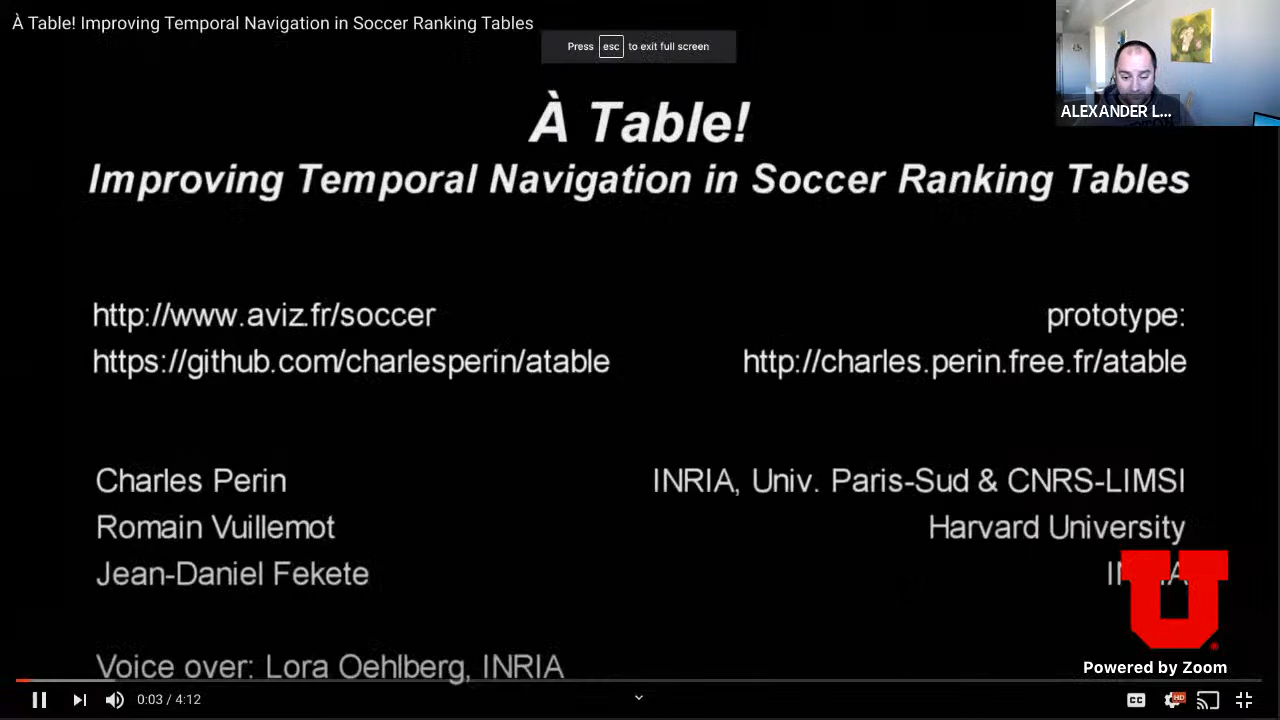 À Table! Improving Temporal Navigation in Soccer Ranking Tables
Press esc to exit full screen
ALEXANDER L...
À Table!
Improving Temporal Navigation in Soccer Ranking Tables
http://www.aviz.fr/soccer
prototype:
https://github.com/charlesperin/atable
http://charles.perin.free.fr/atable
Charles Perin
INRIA, Univ. Paris-Sud & CNRS-LIMSI
Romain Vuillemot
Harvard University
Jean-Daniel Fekete
U
Voice over: Lora Oehlberg, INRIA
Powered by Zoom
0:03 / 4:12
CC
HD